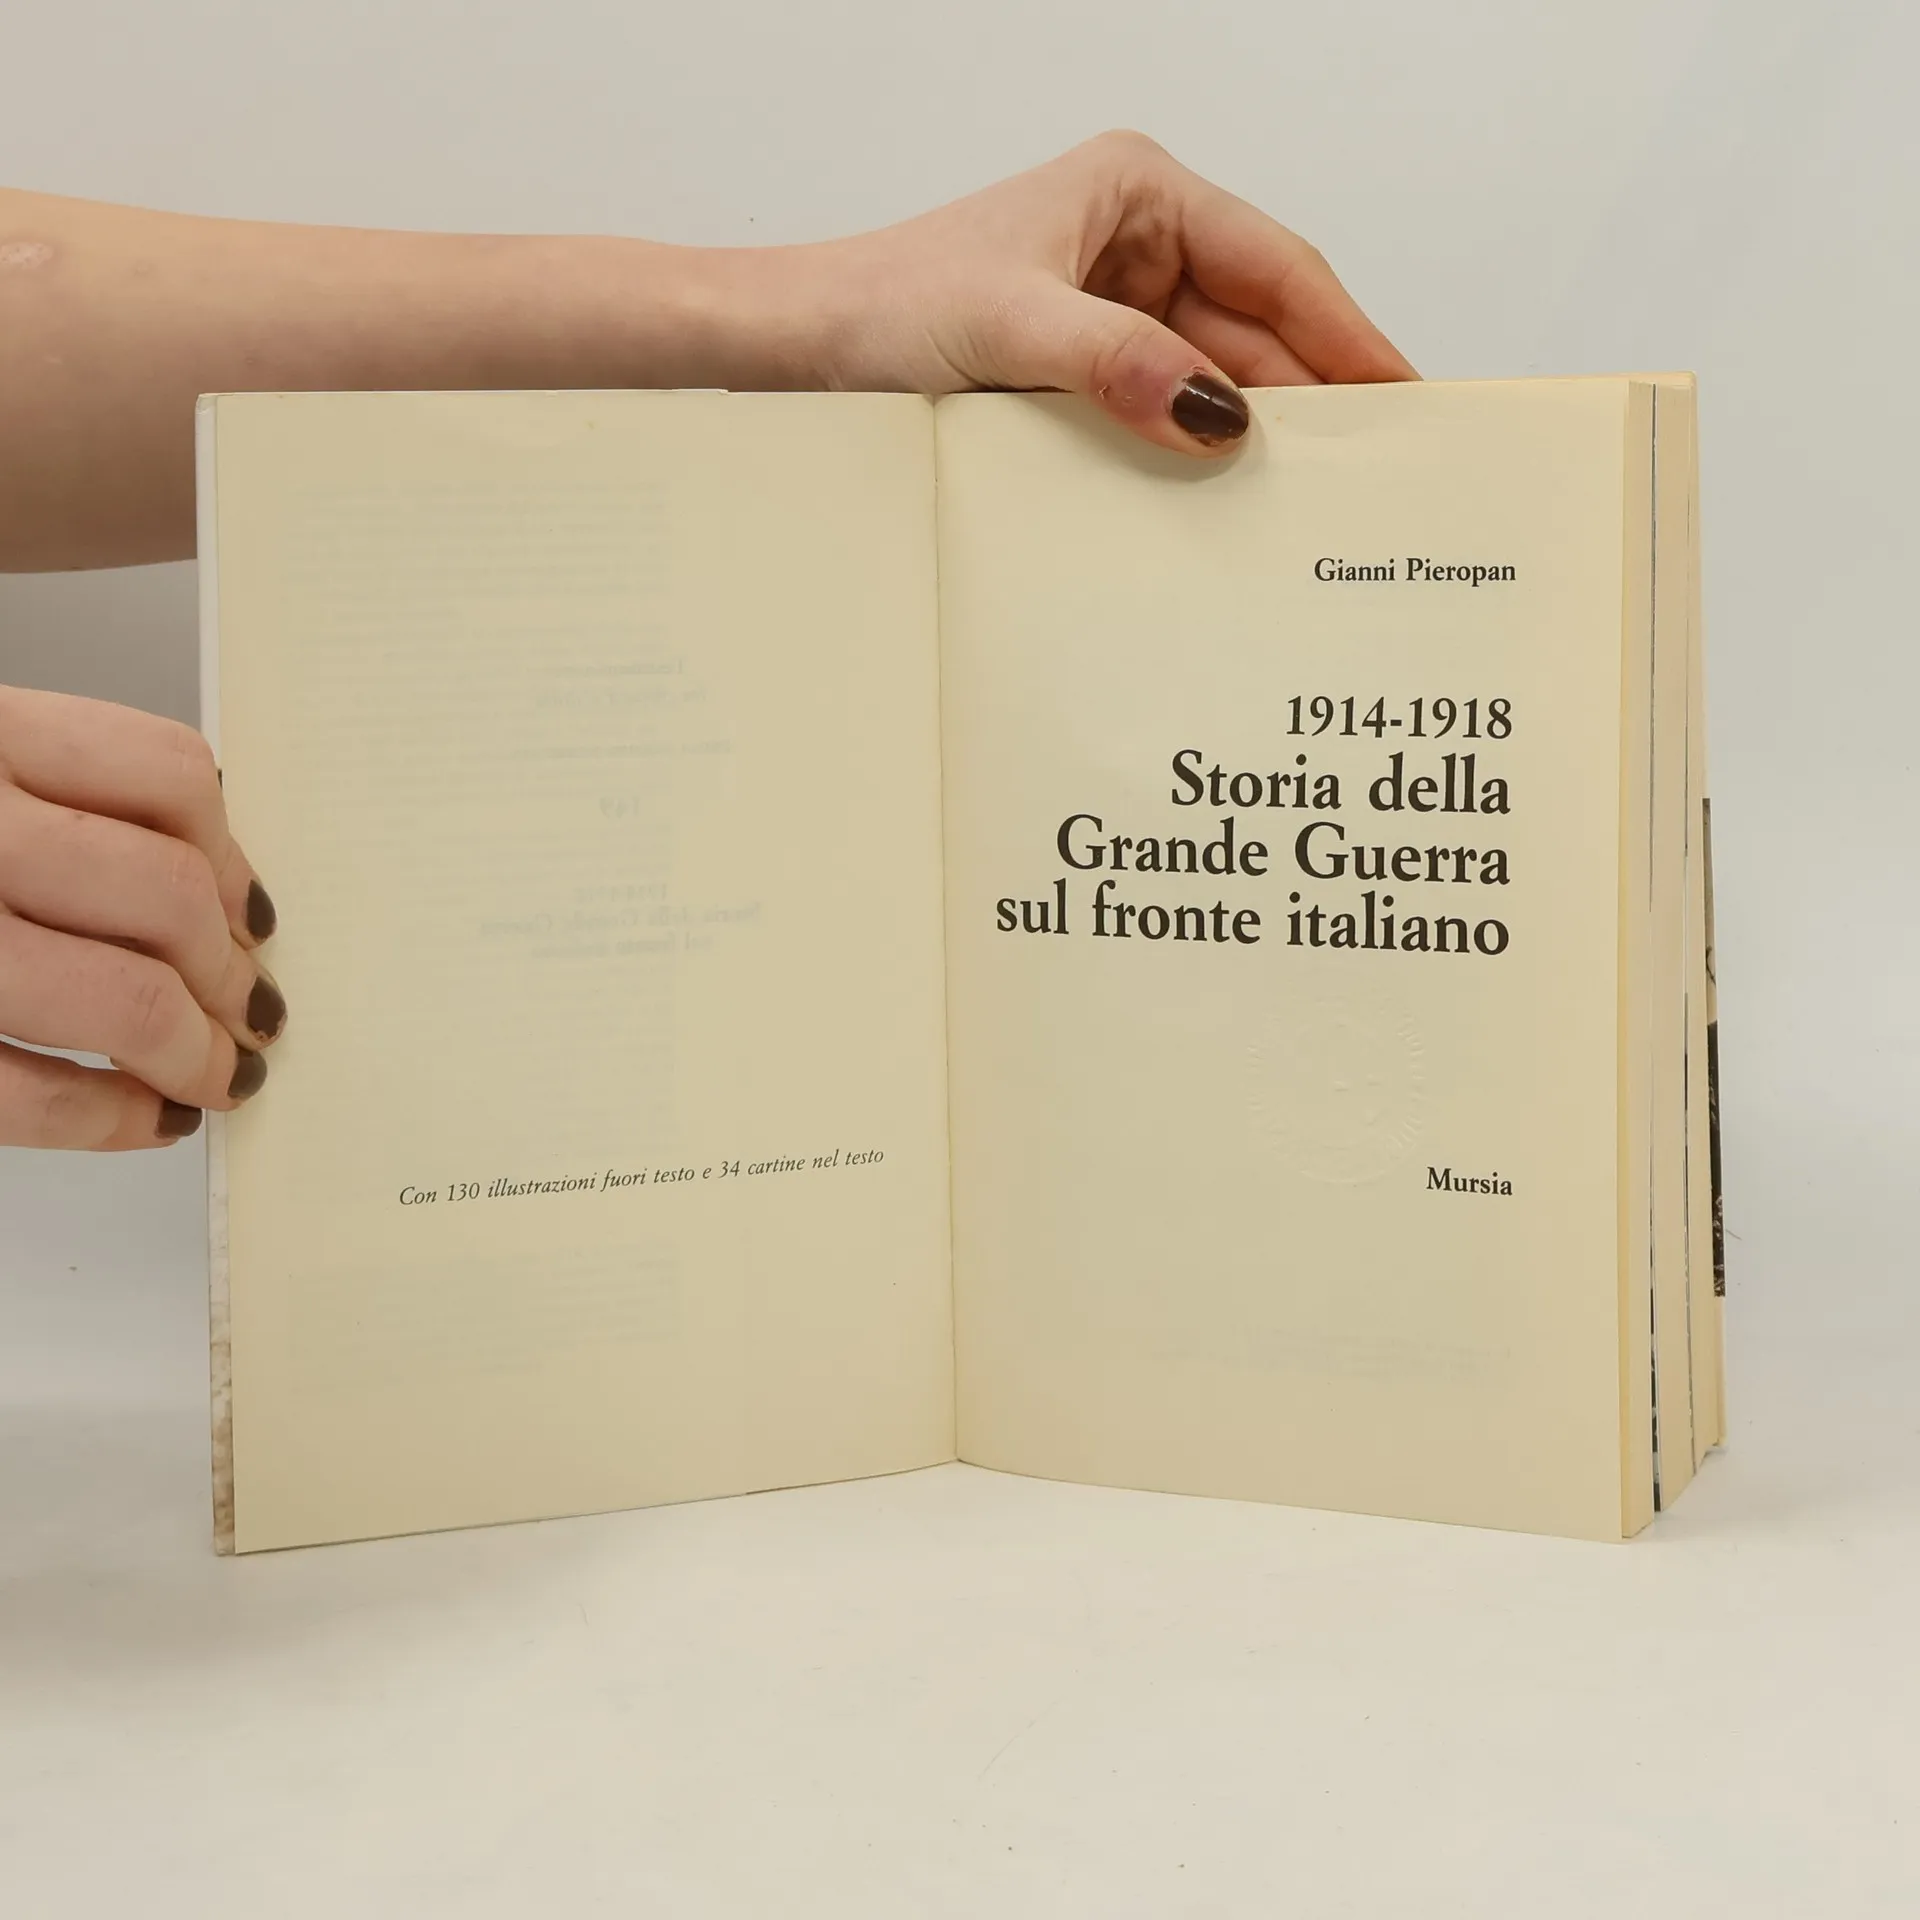 Con 130 illustrazioni fuori testo e 34 cartine nel testo
Gianni Pieropan
1914-1918
Storia della
Grande Guerra
sul fronte italiano
Mursia